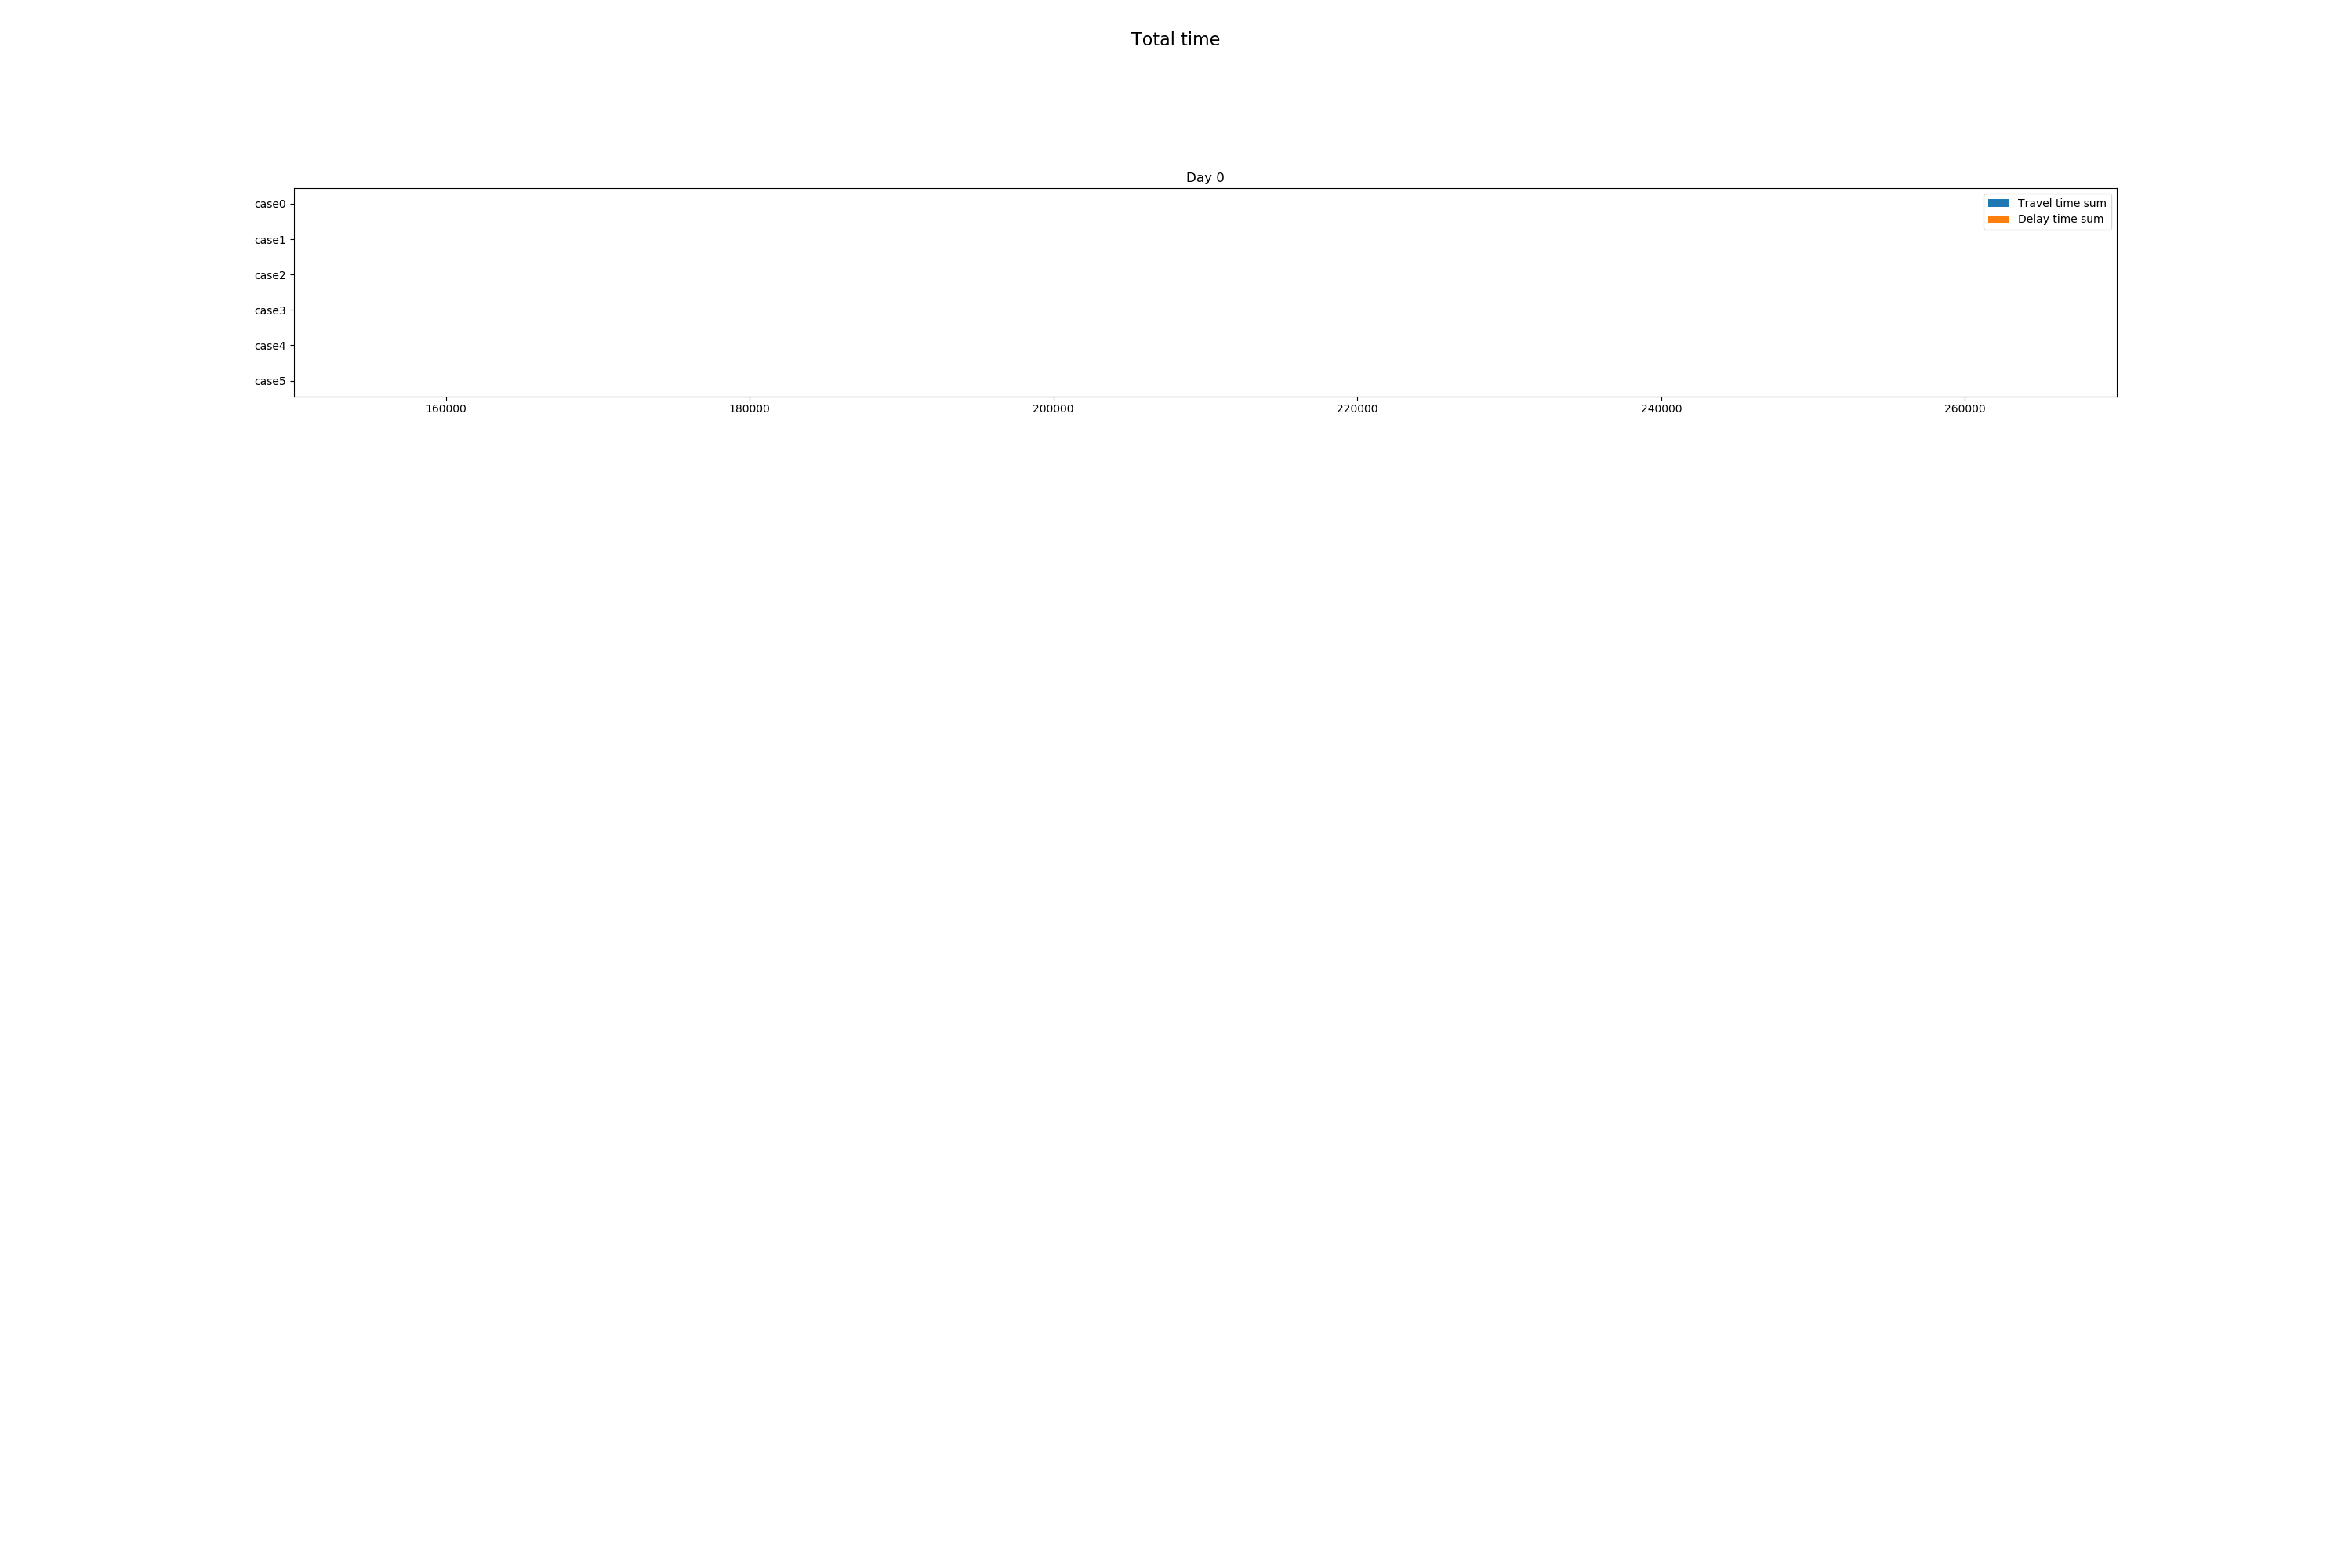 Total time
Day 0
case0
case1
case2
case3
case4
case5
Travel time sum
Delay time sum
160000 180000 200000 220000 240000 260000